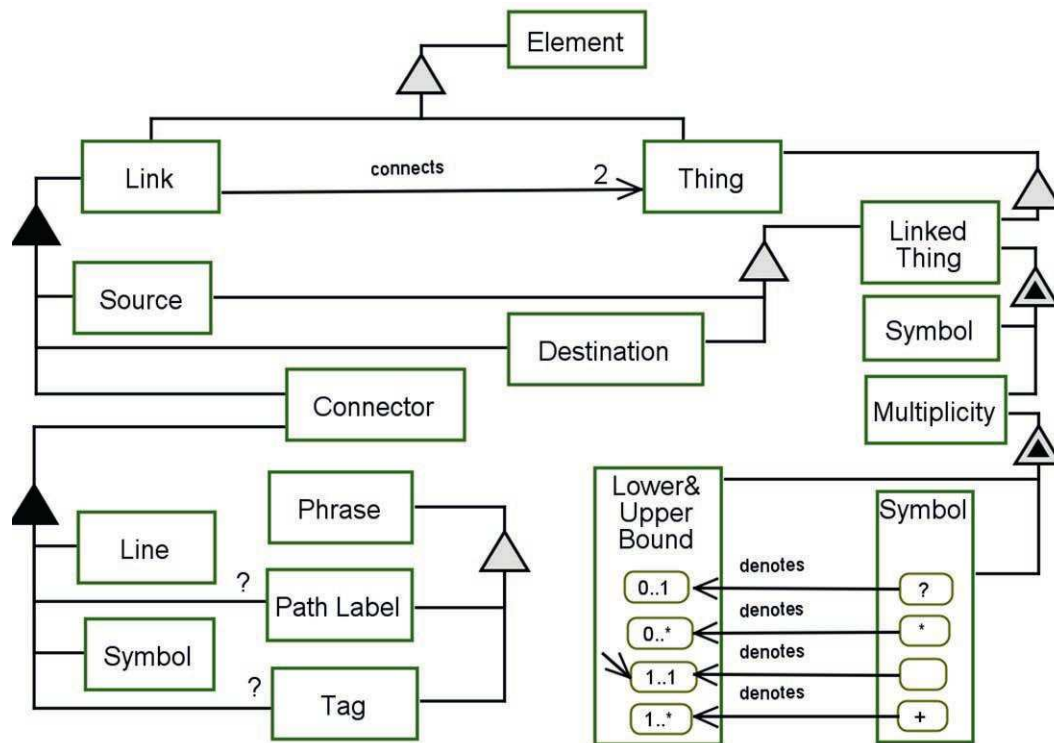 Element
Link
connects
2
Thing
Linked
Thing
Source
Symbol
Destination
Connector
Multiplicity
Phrase
Lower&
Upper
Bound
Symbol
Line
denotes
0..1
?
?
Path Label
denotes
0..*
*
Symbol
denotes
1..1
?
Tag
denotes
1..*
+